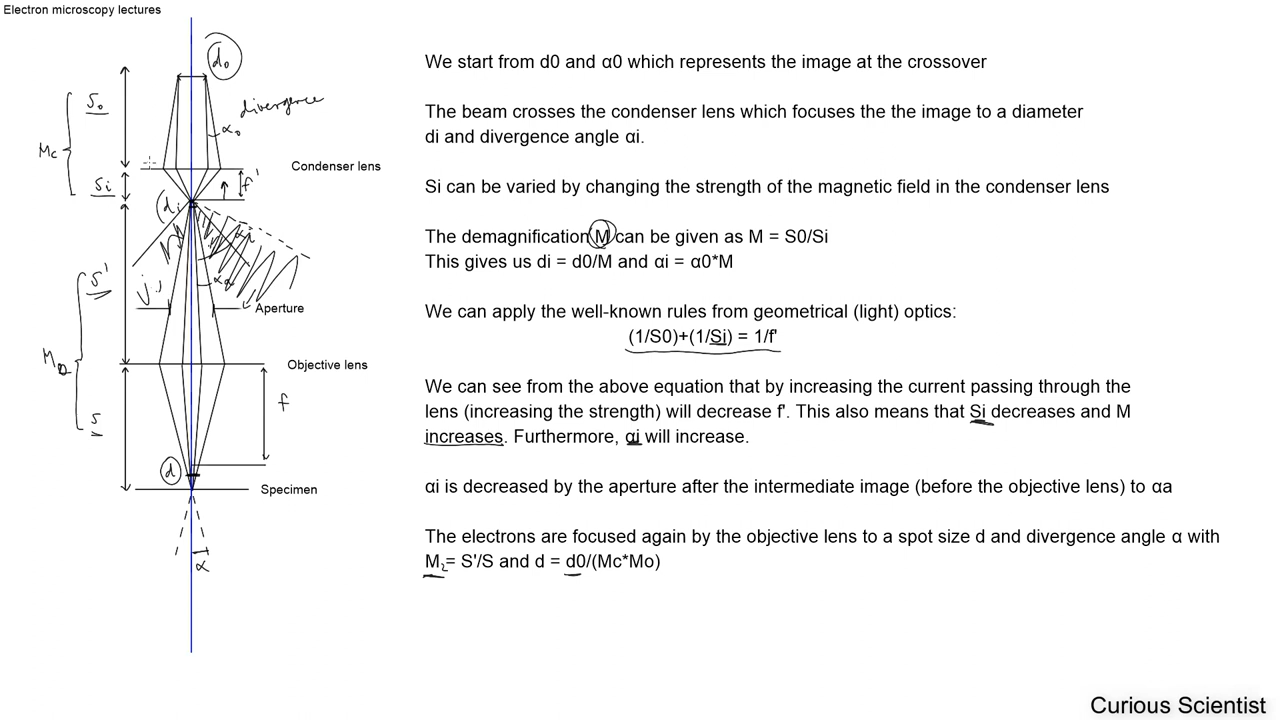 Electron microscopy lectures
d₀
We start from d0 and α0 which represents the image at the crossover
S₀
divergence
α₀
The beam crosses the condenser lens which focuses the the image to a diameter
di and divergence angle αi.
Mc
Condenser lens
Si
f'
Si can be varied by changing the strength of the magnetic field in the condenser lens
di
The demagnification M can be given as M = S0/Si
This gives us di = d0/M and αi = α0*M
S'
αa
Aperture
We can apply the well-known rules from geometrical (light) optics:
(1/S0)+(1/Si) = 1/f'
Objective lens
We can see from the above equation that by increasing the current passing through the
f
lens (increasing the strength) will decrease f'. This also means that Si decreases and M
S
increases. Furthermore, αi will increase.
d
Specimen
αi is decreased by the aperture after the intermediate image (before the objective lens) to αa
The electrons are focused again by the objective lens to a spot size d and divergence angle α with
α
M₂= S'/S and d = d0/(Mc*Mo)
Curious Scientist